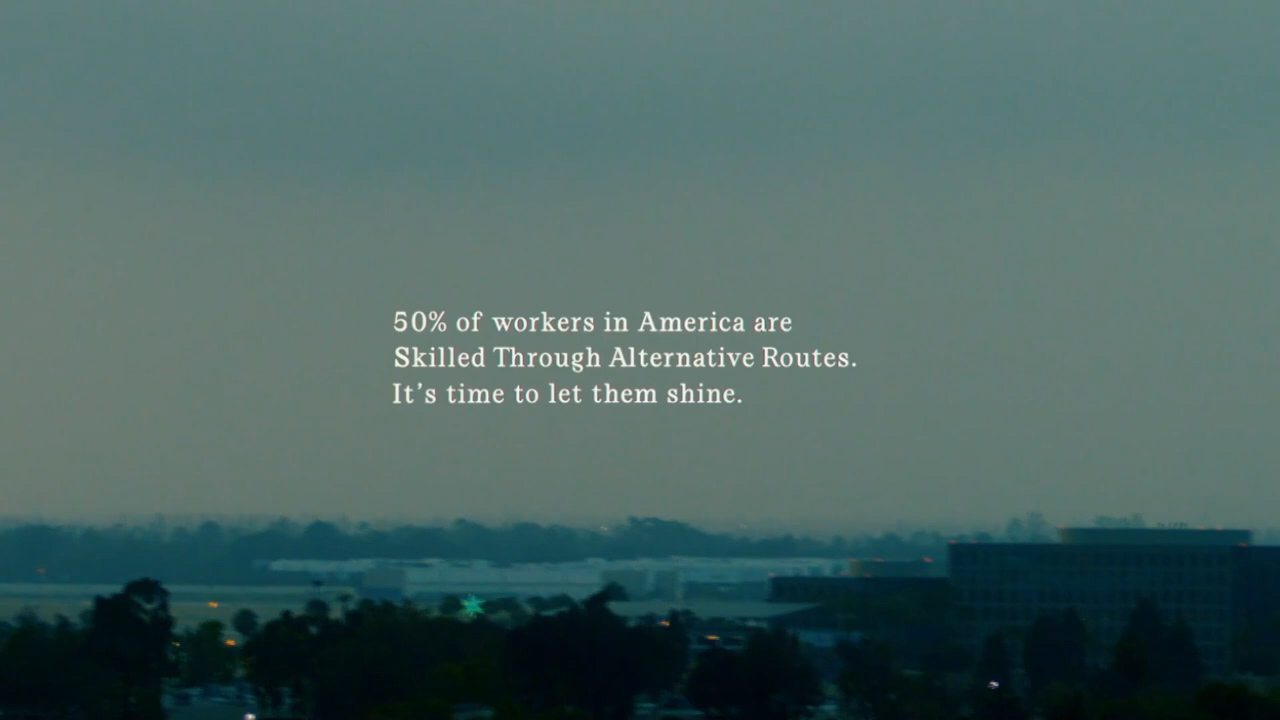 50% of workers in America are
Skilled Through Alternative Routes.
It’s time to let them shine.